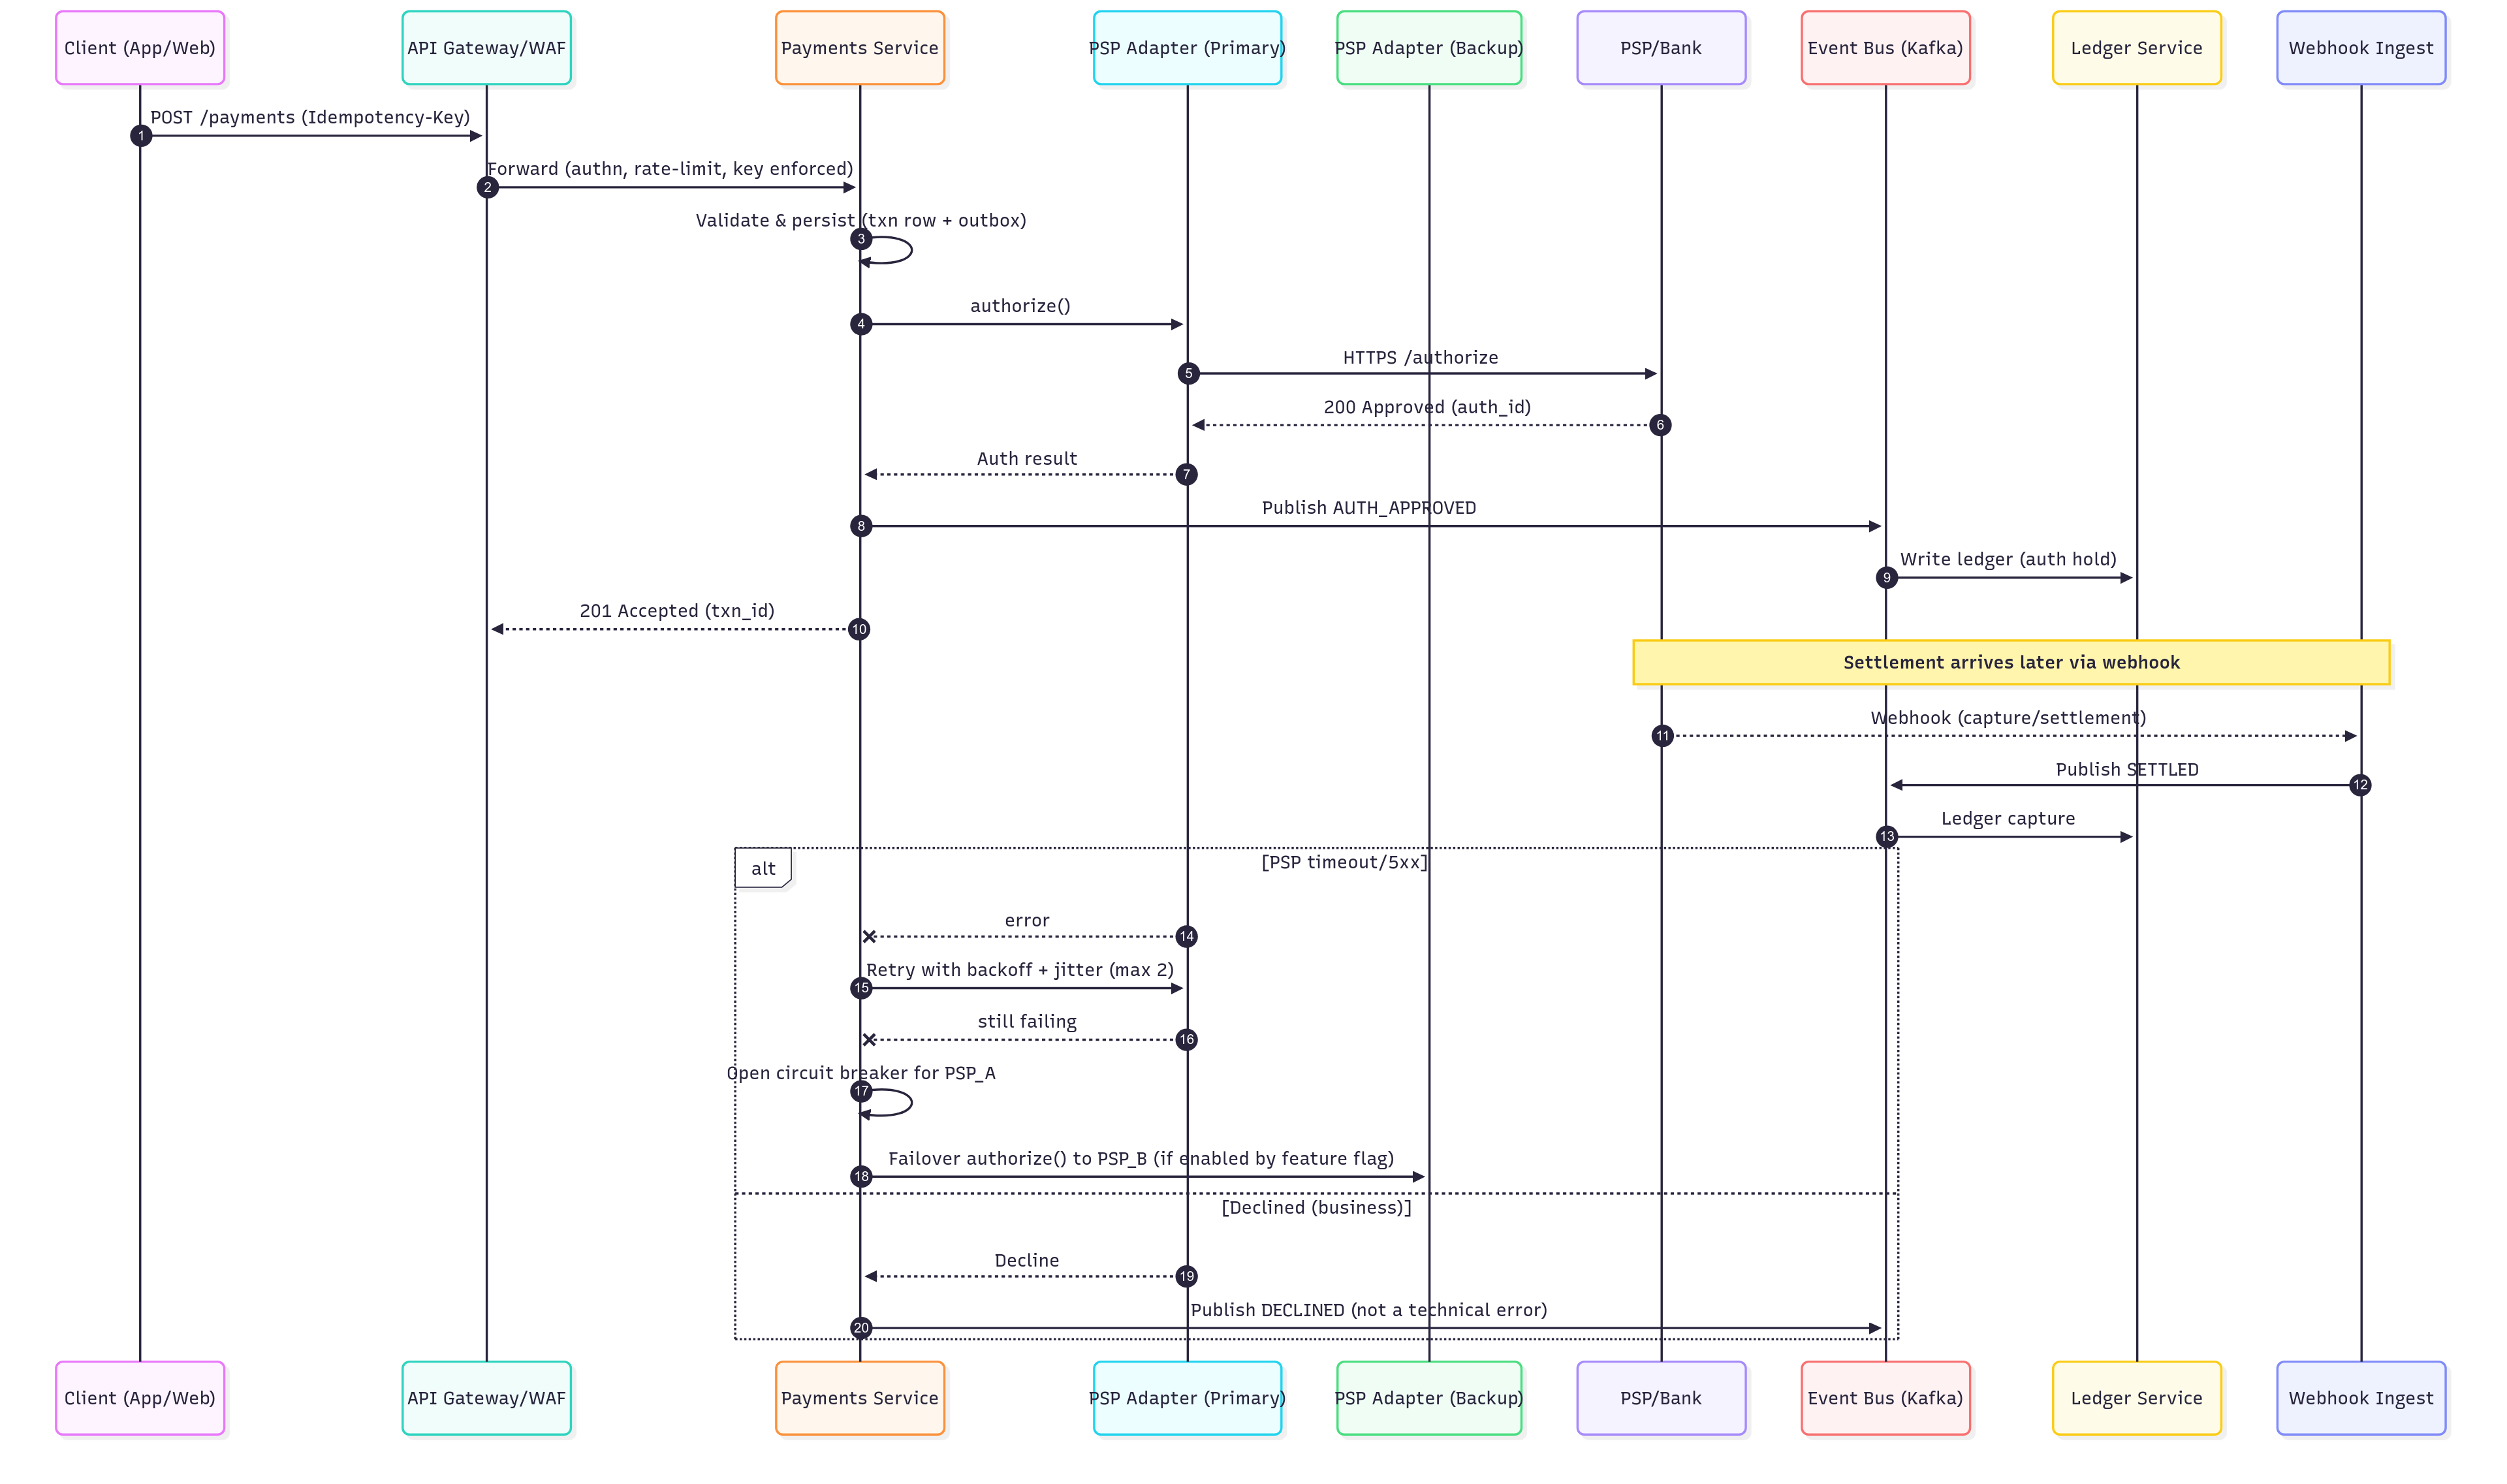 Client (App/Web)
API Gateway/WAF
Payments Service
PSP Adapter (Primary)
PSP Adapter (Backup)
PSP/Bank
Event Bus (Kafka)
Ledger Service
Webhook Ingest
POST /payments (Idempotency-Key)
1
Forward (authn, rate-limit, key enforced)
2
Validate & persist (txn row + outbox)
3
authorize()
4
HTTPS /authorize
5
200 Approved (auth_id)
6
Auth result
7
Publish AUTH_APPROVED
8
Write ledger (auth hold)
9
201 Accepted (txn_id)
10
Settlement arrives later via webhook
Webhook (capture/settlement)
11
Publish SETTLED
12
Ledger capture
13
alt
[PSP timeout/5xx]
error
14
Retry with backoff + jitter (max 2)
15
still failing
16
Open circuit breaker for PSP_A
17
Failover authorize() to PSP_B (if enabled by feature flag)
18
[Declined (business)]
Decline
19
Publish DECLINED (not a technical error)
20
Client (App/Web)
API Gateway/WAF
Payments Service
PSP Adapter (Primary)
PSP Adapter (Backup)
PSP/Bank
Event Bus (Kafka)
Ledger Service
Webhook Ingest